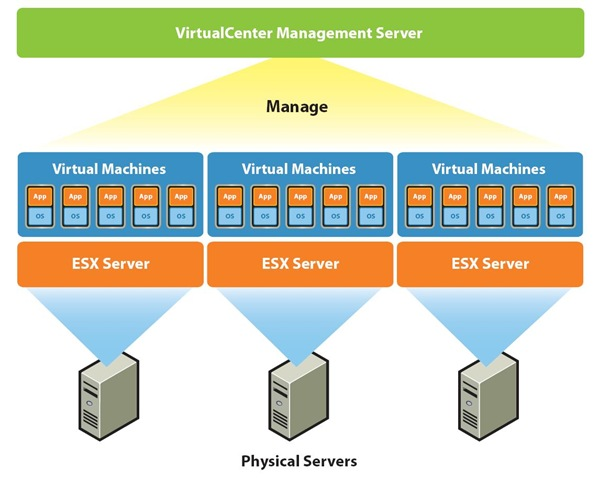 VirtualCenter Management Server
Manage
Virtual Machines Virtual Machines Virtual Machines
App App App App App App App App App App App App App App App
OS OS OS OS OS OS OS OS OS OS OS OS OS OS OS
ESX Server ESX Server ESX Server
Physical Servers